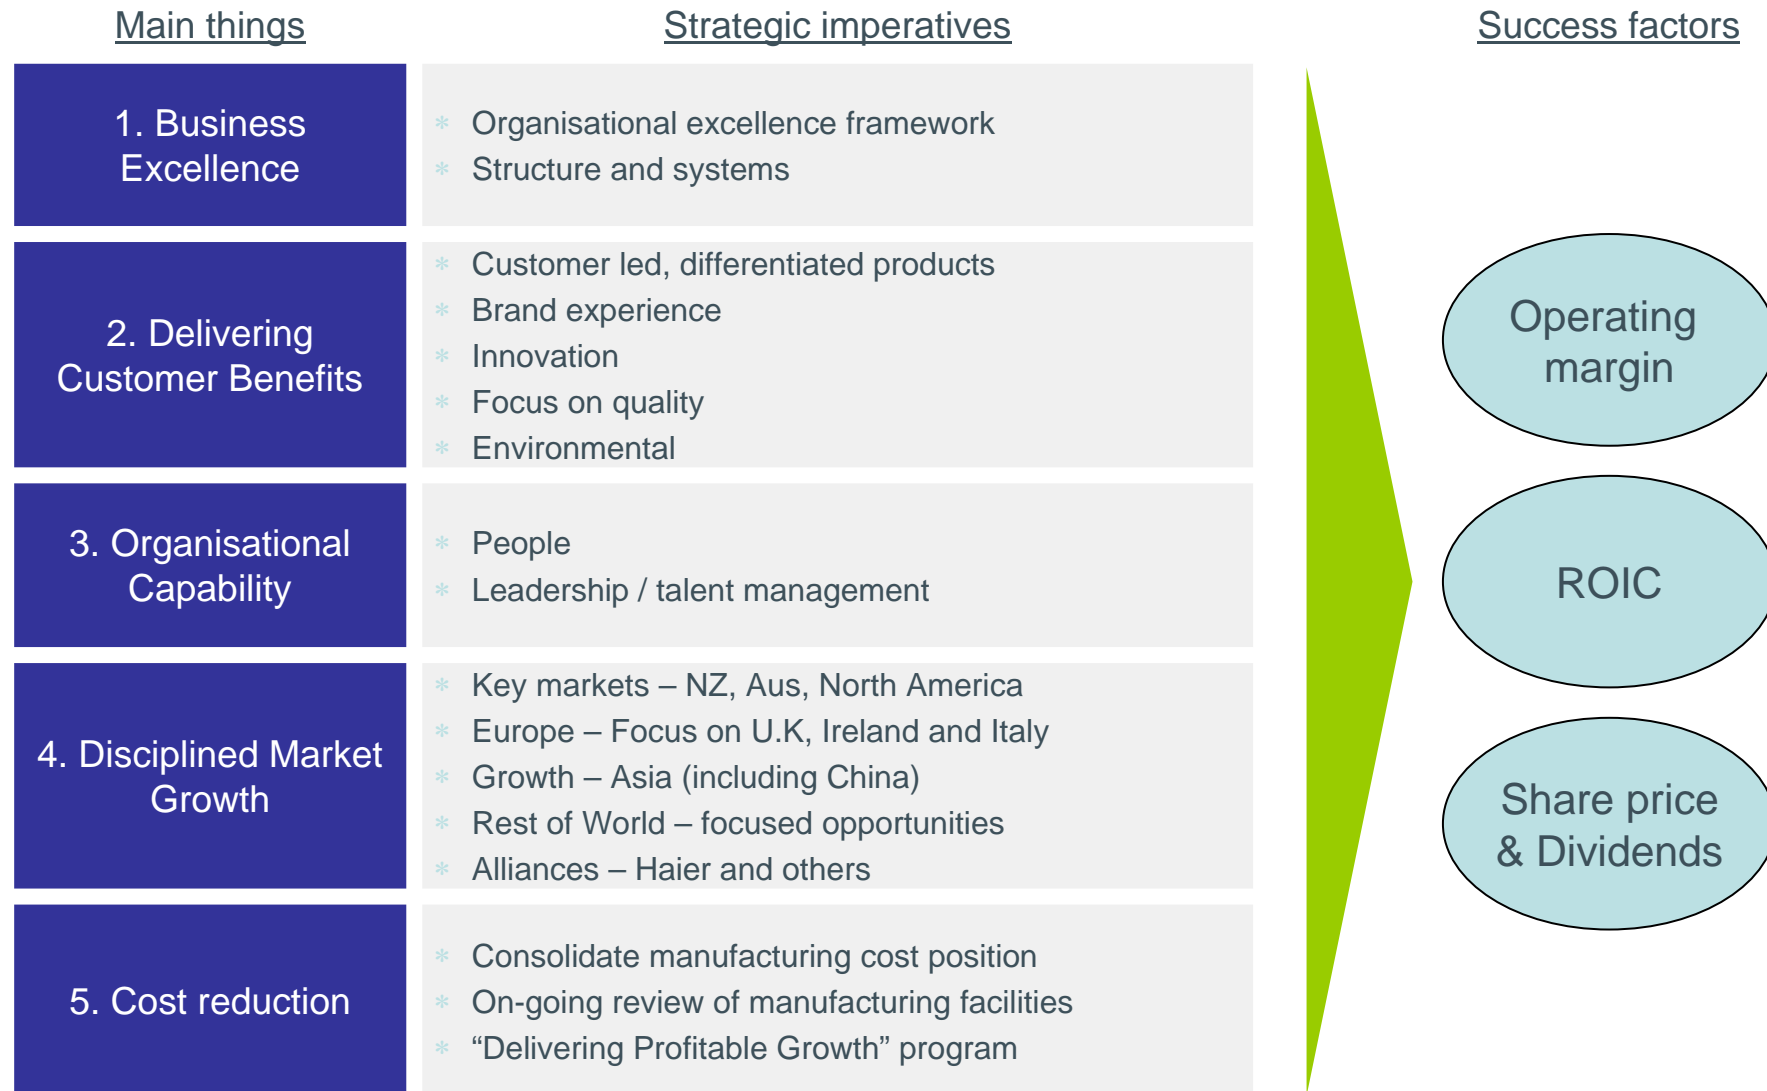 Main things
Strategic imperatives
Success factors
1. Business
Excellence
* Organisational excellence framework
* Structure and systems
2. Delivering
Customer Benefits
* Customer led, differentiated products
* Brand experience
* Innovation
* Focus on quality
* Environmental
3. Organisational
Capability
* People
* Leadership / talent management
4. Disciplined Market
Growth
* Key markets – NZ, Aus, North America
* Europe – Focus on U.K, Ireland and Italy
* Growth – Asia (including China)
* Rest of World – focused opportunities
* Alliances – Haier and others
5. Cost reduction
* Consolidate manufacturing cost position
* On-going review of manufacturing facilities
* “Delivering Profitable Growth” program
Operating
margin
ROIC
Share price
& Dividends